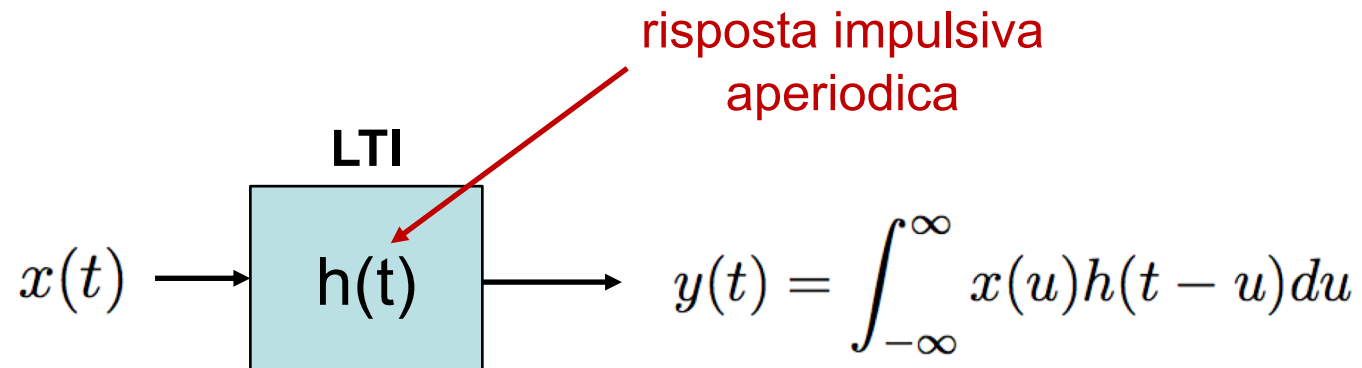 risposta impulsiva
aperiodica
LTI
x(t)
h(t)
y(t) = ∫_{-∞}^{∞} x(u)h(t − u)du